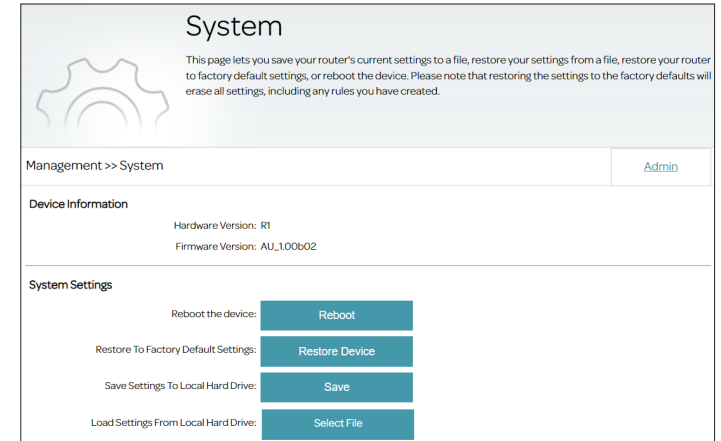 System
This page lets you save your router's current settings to a file, restore your settings from a file, restore your router
to factory default settings, or reboot the device. Please note that restoring the settings to the factory defaults will
erase all settings, including any rules you have created.
Management >> System
Admin
Device Information
Hardware Version: R1
Firmware Version: AU_1.00b02
System Settings
Reboot the device: Reboot
Restore To Factory Default Settings: Restore Device
Save Settings To Local Hard Drive: Save
Load Settings From Local Hard Drive: Select File